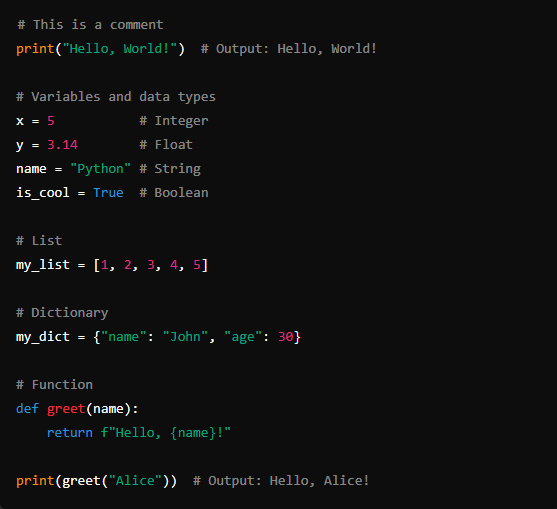 # This is a comment
print("Hello, World!")  # Output: Hello, World!
# Variables and data types
x = 5           # Integer
y = 3.14        # Float
name = "Python" # String
is_cool = True  # Boolean
# List
my_list = [1, 2, 3, 4, 5]
# Dictionary
my_dict = {"name": "John", "age": 30}
# Function
def greet(name):
    return f"Hello, {name}!"
print(greet("Alice"))  # Output: Hello, Alice!